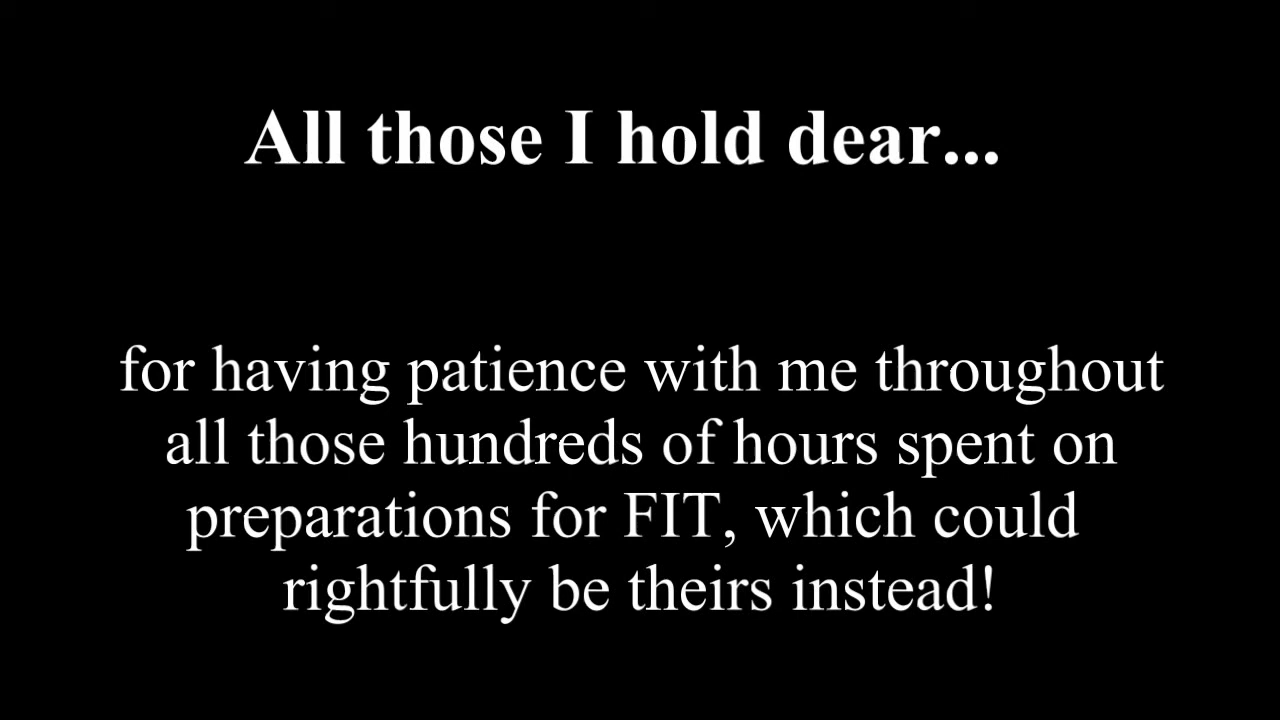 All those I hold dear...
for having patience with me throughout
all those hundreds of hours spent on
preparations for FIT, which could
rightfully be theirs instead!